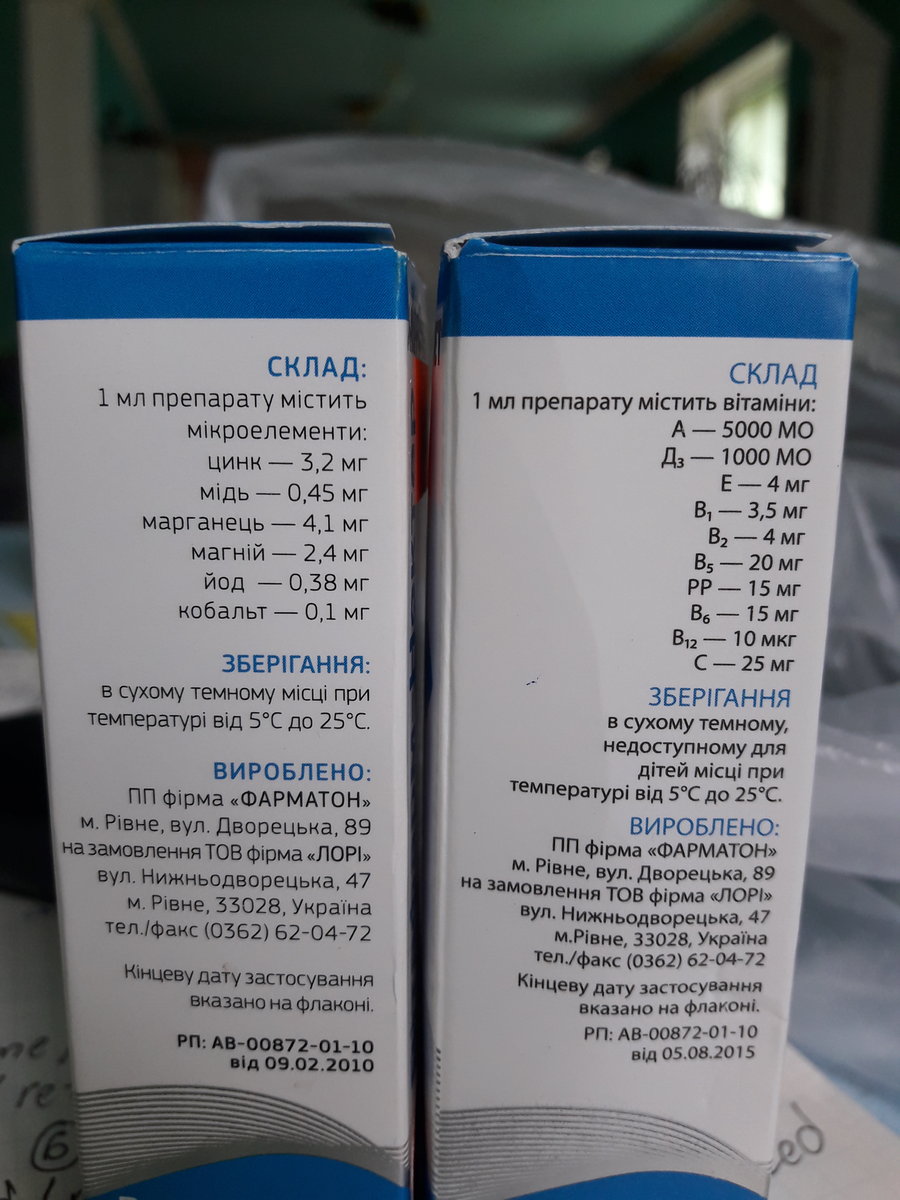 СКЛАД:
1 мл препарату містить
мікроелементи:
цинк — 3,2 мг
мідь — 0,45 мг
марганець — 4,1 мг
магній — 2,4 мг
йод — 0,38 мг
кобальт — 0,1 мг
ЗБЕРІГАННЯ:
в сухому темному місці при
температурі від 5°С до 25°С.
ВИРОБЛЕНО:
ПП фірма «ФАРМАТОН»
м. Рівне, вул. Дворецька, 89
на замовлення ТОВ фірма «ЛОРІ»
вул. Нижньодворецька, 47
м. Рівне, 33028, Україна
тел./факс (0362) 62-04-72
Кінцеву дату застосування
вказано на флаконі.
РП: АВ-00872-01-10
від 09.02.2010
СКЛАД
1 мл препарату містить вітаміни:
А — 5000 МО
Д₃ — 1000 МО
Е — 4 мг
В₁ — 3,5 мг
В₂ — 4 мг
В₅ — 20 мг
РР — 15 мг
В₆ — 15 мг
В₁₂ — 10 мкг
С — 25 мг
ЗБЕРІГАННЯ
в сухому темному,
недоступному для
дітей місці при
температурі від 5°С до 25°С.
ВИРОБЛЕНО:
ПП фірма «ФАРМАТОН»
м. Рівне, вул. Дворецька, 89
на замовлення ТОВ фірма «ЛОРІ»
вул. Нижньодворецька, 47
м.Рівне, 33028, Україна
тел./факс (0362) 62-04-72
Кінцеву дату застосування
вказано на флаконі.
РП: АВ-00872-01-10
від 05.08.2015